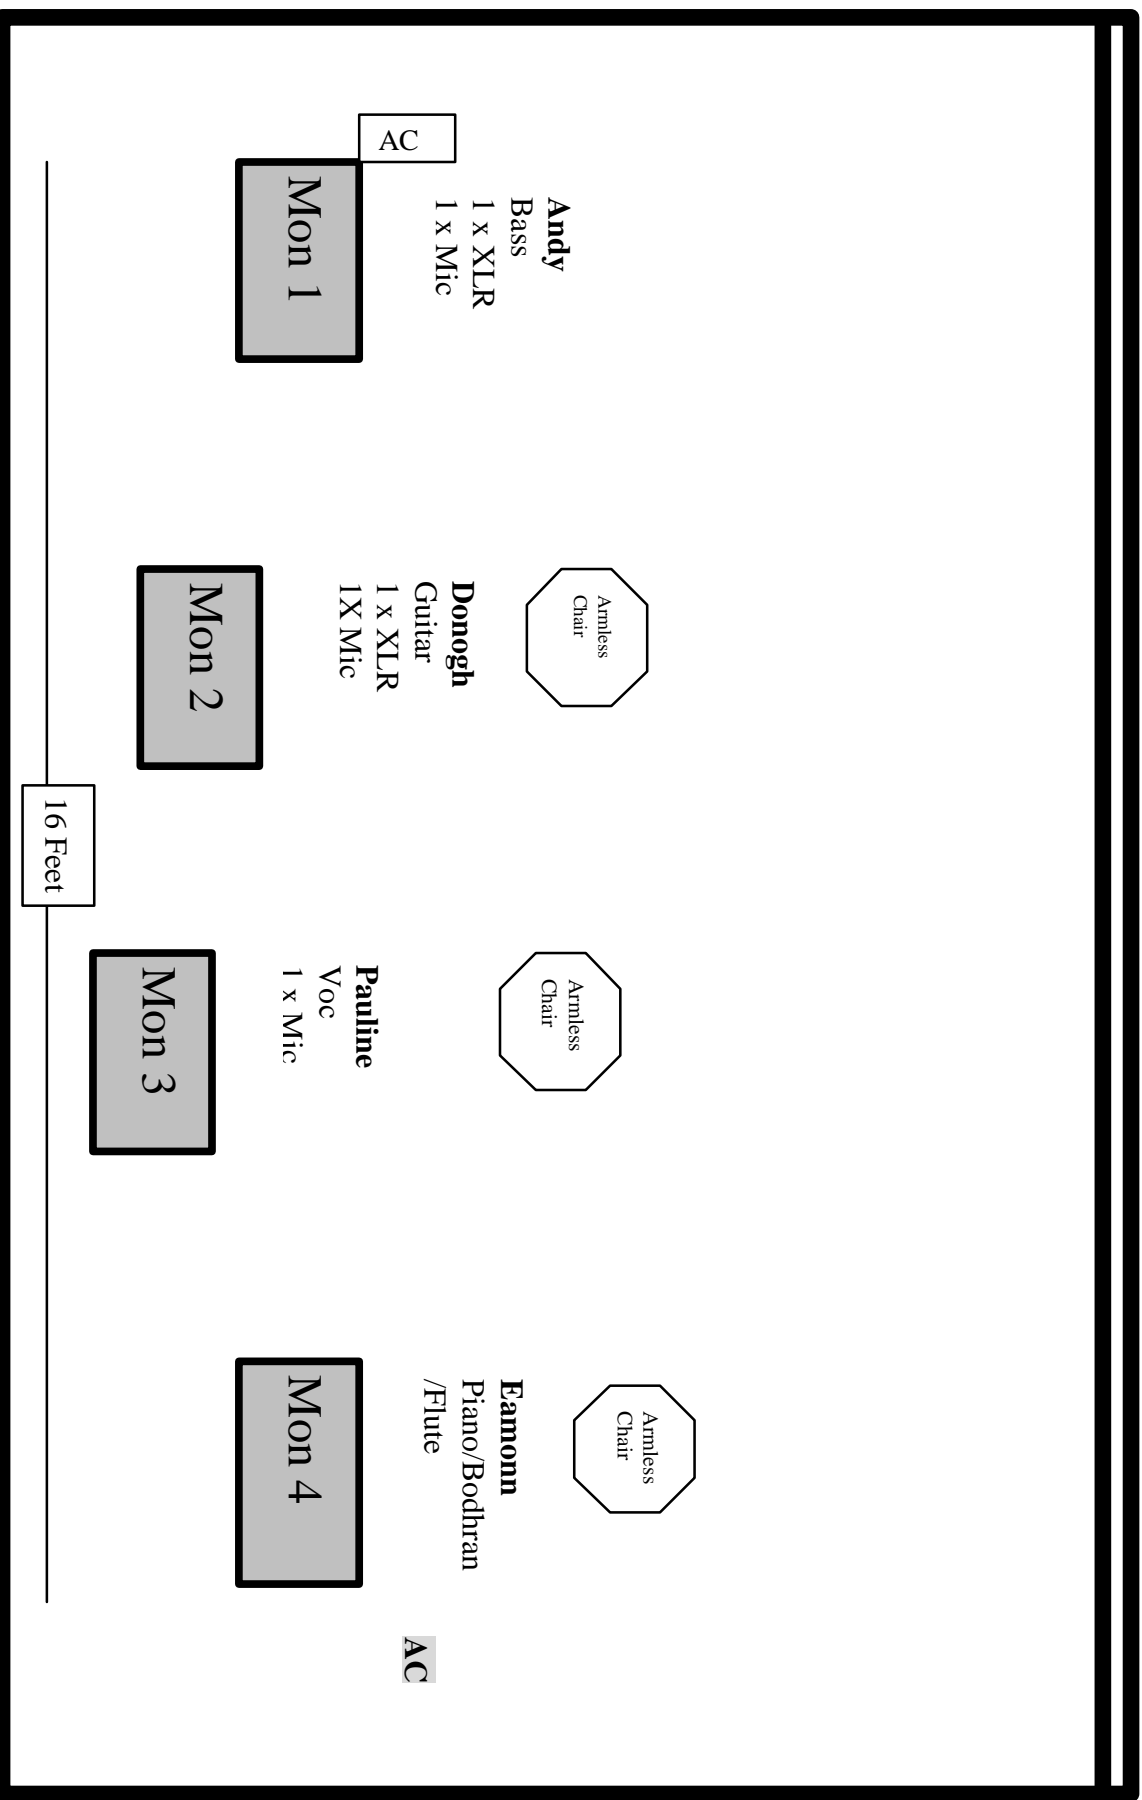 AC
Andy
Bass
1 x XLR
1 x Mic
Mon 1
Armless
Chair
Donogh
Guitar
1 x XLR
1X Mic
Mon 2
Armless
Chair
Pauline
Voc
1 x Mic
Mon 3
Armless
Chair
Eamonn
Piano/Bodhran
/Flute
Mon 4
AC
16 Feet